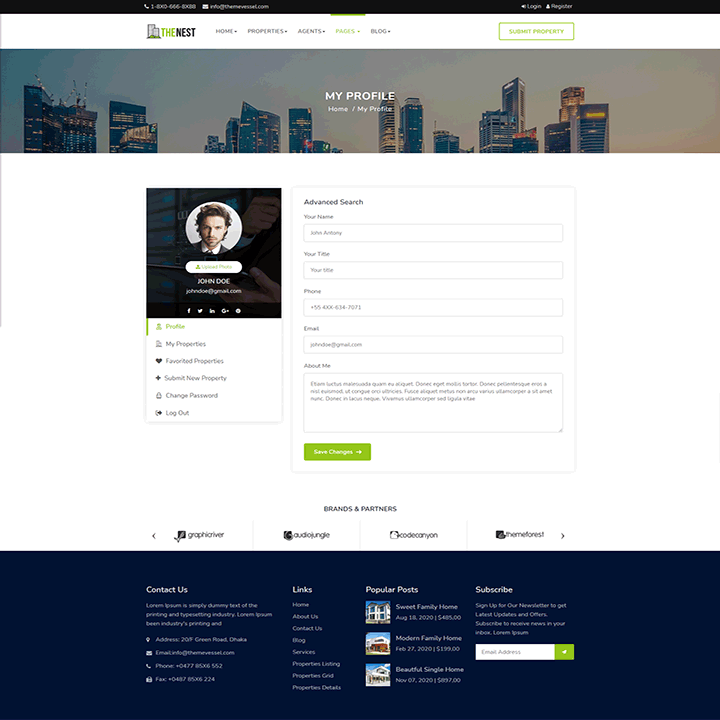 1-8X0-666-8X88 info@themevessel.com Login Register
THENEST HOME PROPERTIES AGENTS PAGES BLOG SUBMIT PROPERTY
MY PROFILE
Home / My Profile
Upload Photo
JOHN DOE
johndoe@gmail.com
Profile
My Properties
Favorited Properties
Submit New Property
Change Password
Log Out
Advanced Search
Your Name
John Antony
Your Title
Your title
Phone
+55 4XX-634-7071
Email
johndoe@gmail.com
About Me
Etiam luctus malesuada quam eu aliquet. Donec eget mollis tortor. Donec pellentesque eros a
nisl euismod, ut congue orci ultricies. Fusce aliquet metus non arcu varius ullamcorper a sit amet
nunc. Donec in lacus neque. Vivamus ullamcorper sed ligula vitae
Save Changes
BRANDS & PARTNERS
graphicriver audiojungle codecanyon themeforest
Contact Us
Lorem Ipsum is simply dummy text of the
printing and typesetting industry. Lorem Ipsum
been industry's printing and
Address: 20/F Green Road, Dhaka
Email:info@themevessel.com
Phone: +0477 85X6 552
Fax: +0487 85X6 224
Links
Home
About Us
Contact Us
Blog
Services
Properties Listing
Properties Grid
Properties Details
Popular Posts
Sweet Family Home
Aug 18, 2020 | $485,00
Modern Family Home
Feb 27, 2020 | $199,00
Beautful Single Home
Nov 07, 2020 | $897,00
Subscribe
Sign Up for Our Newsletter to get
Latest Updates and Offers.
Subscribe to receive news in your
inbox. Lorem Ipsum
Email Address